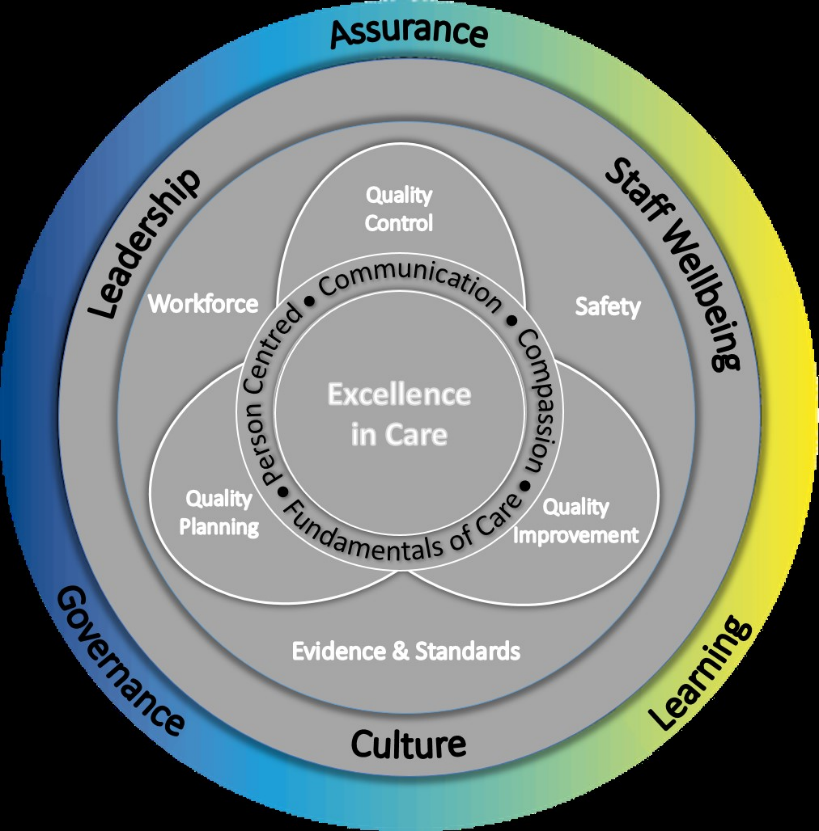 Assurance
Leadership
Staff Wellbeing
Quality
Control
Workforce
Safety
Person Centred • Communication • Compassion • Fundamentals of Care •
Excellence
in Care
Quality
Planning
Quality
Improvement
Evidence & Standards
Governance
Learning
Culture